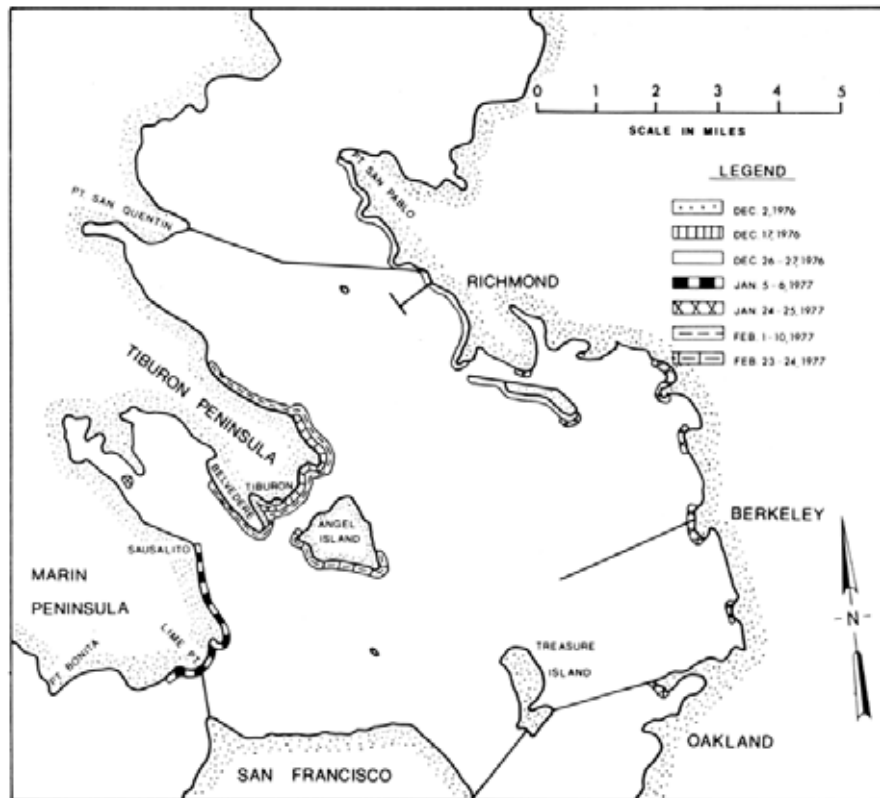 0 1 2 3 4 5
SCALE IN MILES
LEGEND
DEC. 2, 1976
DEC. 17, 1976
DEC. 26 - 27, 1976
JAN. 5 - 6, 1977
JAN. 24 - 25, 1977
FEB. 1 - 10, 1977
FEB. 23 - 24, 1977
PT. SAN QUENTIN
PT SAN PABLO
RICHMOND
TIBURON PENINSULA
BELVEDERE
TIBURON
ANGEL
ISLAND
BERKELEY
SAUSALITO
MARIN
PENINSULA
LIME PT.
PT BONITA
TREASURE
ISLAND
- N -
OAKLAND
SAN FRANCISCO